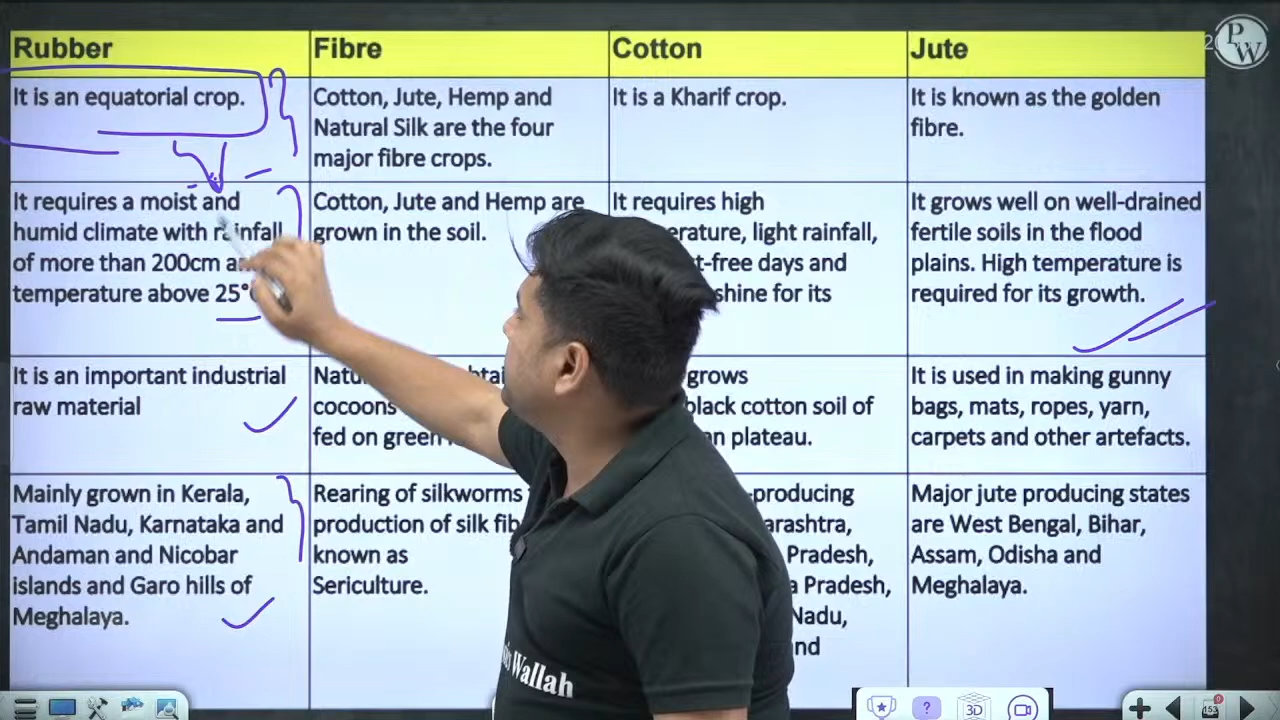 Rubber
Fibre
Cotton
Jute
It is an equatorial crop.
Cotton, Jute, Hemp and
Natural Silk are the four
major fibre crops.
It is a Kharif crop.
It is known as the golden
fibre.
It requires a moist and
humid climate with rainfall
of more than 200cm
temperature above 25°
Cotton, Jute and Hemp are
grown in the soil.
It requires high
light rainfall,
days and
for its
It grows well on well-drained
fertile soils in the flood
plains. High temperature is
required for its growth.
It is an important industrial
raw material
cocoons
fed on green
grows
black cotton soil of
plateau.
It is used in making gunny
bags, mats, ropes, yarn,
carpets and other artefacts.
Mainly grown in Kerala,
Tamil Nadu, Karnataka and
Andaman and Nicobar
islands and Garo hills of
Meghalaya.
Rearing of silkworms
production of silk
known as
Sericulture.
-producing
Pradesh,
Pradesh,
Nadu,
Major jute producing states
are West Bengal, Bihar,
Assam, Odisha and
Meghalaya.
PW
Wallah
?
3D
153